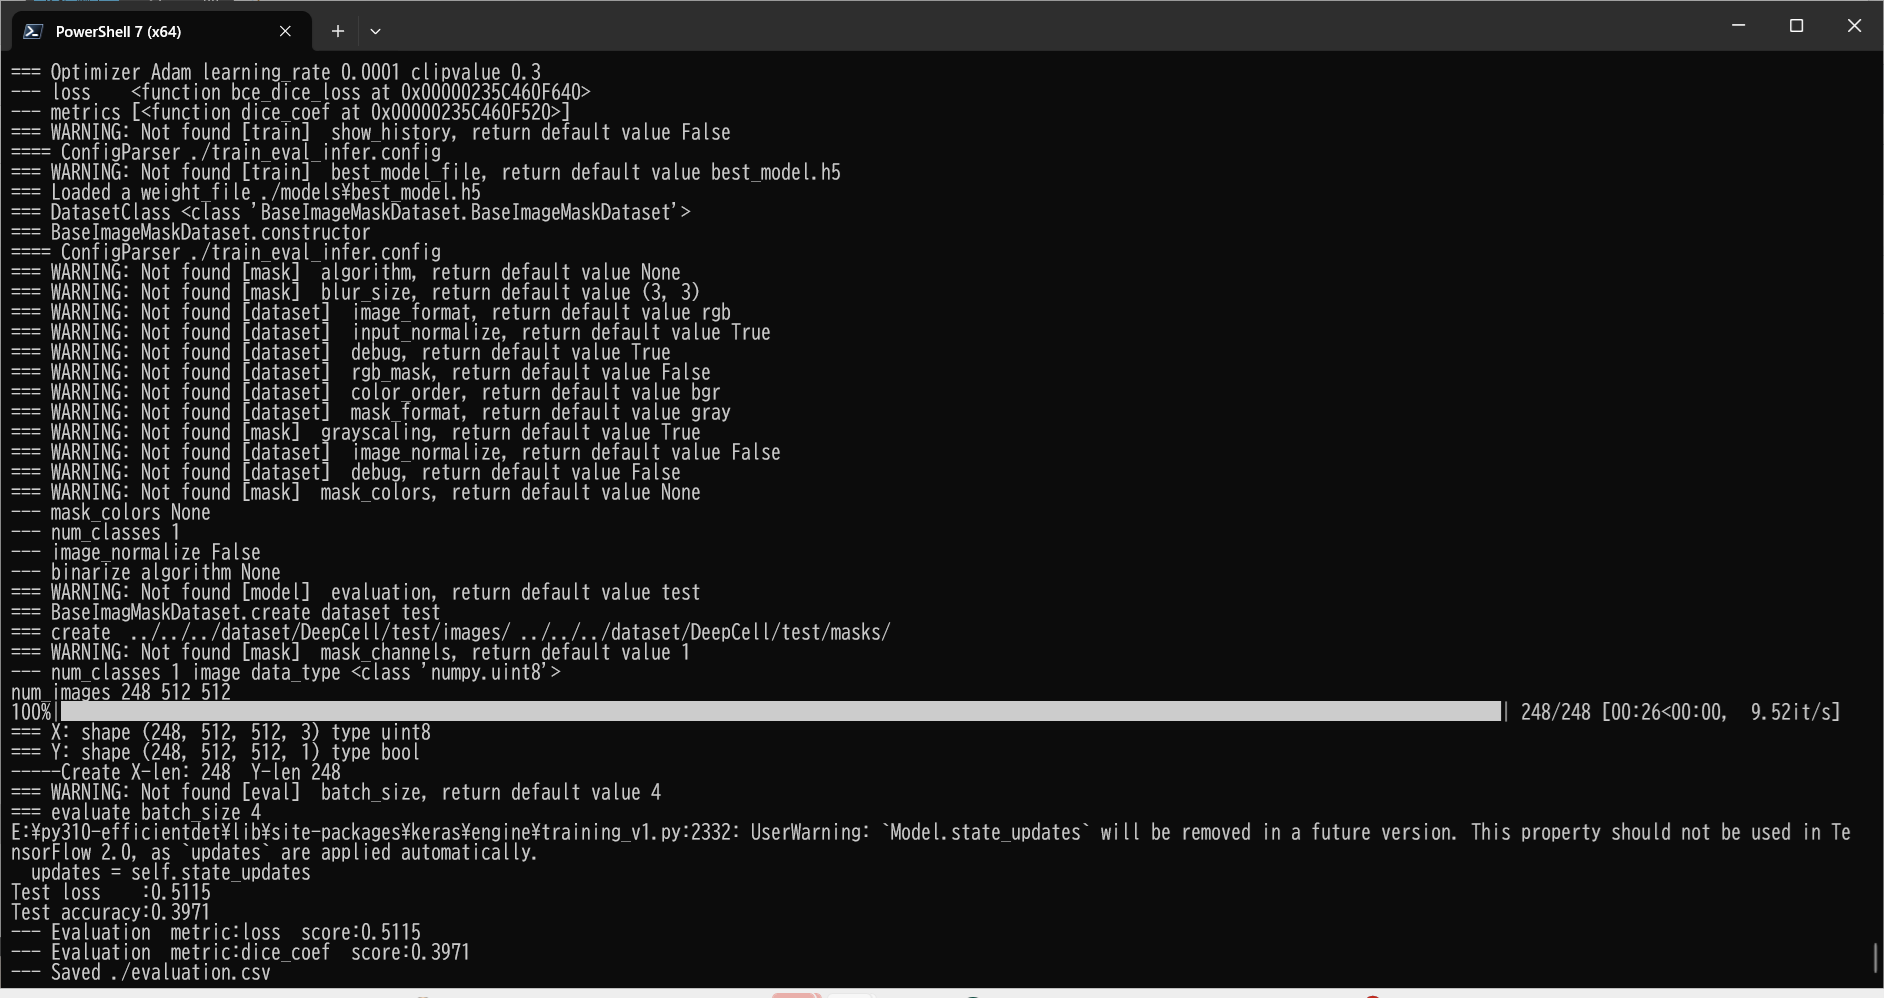 PowerShell 7 (x64)
=== Optimizer Adam learning_rate 0.0001 clipvalue 0.3
--- loss    <function bce_dice_loss at 0x00000235C460F640>
--- metrics [<function dice_coef at 0x00000235C460F520>]
=== WARNING: Not found [train]  show_history, return default value False
==== ConfigParser ./train_eval_infer.config
=== WARNING: Not found [train]  best_model_file, return default value best_model.h5
=== Loaded a weight_file ./models¥best_model.h5
=== DatasetClass <class 'BaseImageMaskDataset.BaseImageMaskDataset'>
=== BaseImageMaskDataset.constructor
==== ConfigParser ./train_eval_infer.config
=== WARNING: Not found [mask]  algorithm, return default value None
=== WARNING: Not found [mask]  blur_size, return default value (3, 3)
=== WARNING: Not found [dataset]  image_format, return default value rgb
=== WARNING: Not found [dataset]  input_normalize, return default value True
=== WARNING: Not found [dataset]  debug, return default value True
=== WARNING: Not found [dataset]  rgb_mask, return default value False
=== WARNING: Not found [dataset]  color_order, return default value bgr
=== WARNING: Not found [dataset]  mask_format, return default value gray
=== WARNING: Not found [mask]  grayscaling, return default value True
=== WARNING: Not found [dataset]  image_normalize, return default value False
=== WARNING: Not found [dataset]  debug, return default value False
=== WARNING: Not found [mask]  mask_colors, return default value None
--- mask_colors None
--- num_classes 1
--- image_normalize False
--- binarize algorithm None
=== WARNING: Not found [model]  evaluation, return default value test
=== BaseImagMaskDataset.create dataset test
=== create  ../../../dataset/DeepCell/test/images/ ../../../dataset/DeepCell/test/masks/
=== WARNING: Not found [mask]  mask_channels, return default value 1
--- num_classes 1 image data_type <class 'numpy.uint8'>
num_images 248 512 512
100%| | 248/248 [00:26<00:00,  9.52it/s]
=== X: shape (248, 512, 512, 3) type uint8
=== Y: shape (248, 512, 512, 1) type bool
-----Create X-len: 248  Y-len 248
=== WARNING: Not found [eval]  batch_size, return default value 4
=== evaluate batch_size 4
E:¥py310-efficientdet¥lib¥site-packages¥keras¥engine¥training_v1.py:2332: UserWarning: `Model.state_updates` will be removed in a future version. This property should not be used in Te
nsorFlow 2.0, as `updates` are applied automatically.
  updates = self.state_updates
Test loss    :0.5115
Test accuracy:0.3971
--- Evaluation  metric:loss  score:0.5115
--- Evaluation  metric:dice_coef  score:0.3971
--- Saved ./evaluation.csv